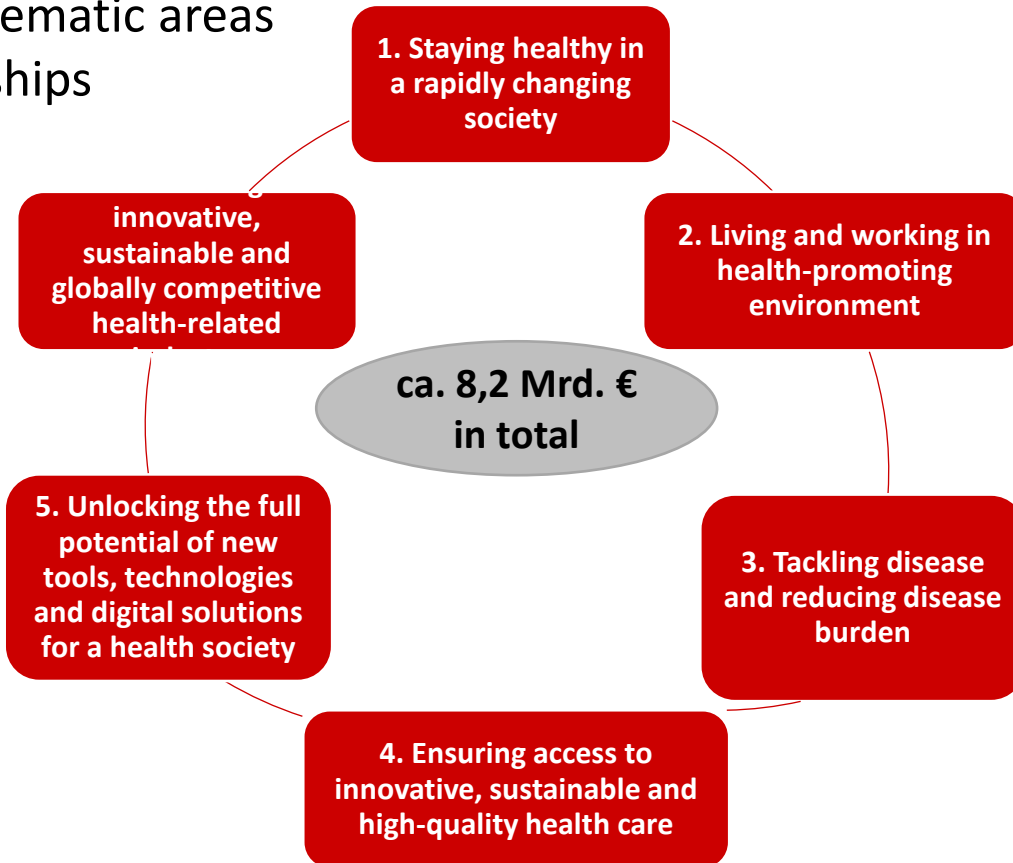 ematic areas
ships
1. Staying healthy in
a rapidly changing
society
2. Living and working in
health-promoting
environment
3. Tackling disease
and reducing disease
burden
4. Ensuring access to
innovative, sustainable and
high-quality health care
5. Unlocking the full
potential of new
tools, technologies
and digital solutions
for a health society
innovative,
sustainable and
globally competitive
health-related
ca. 8,2 Mrd. €
in total